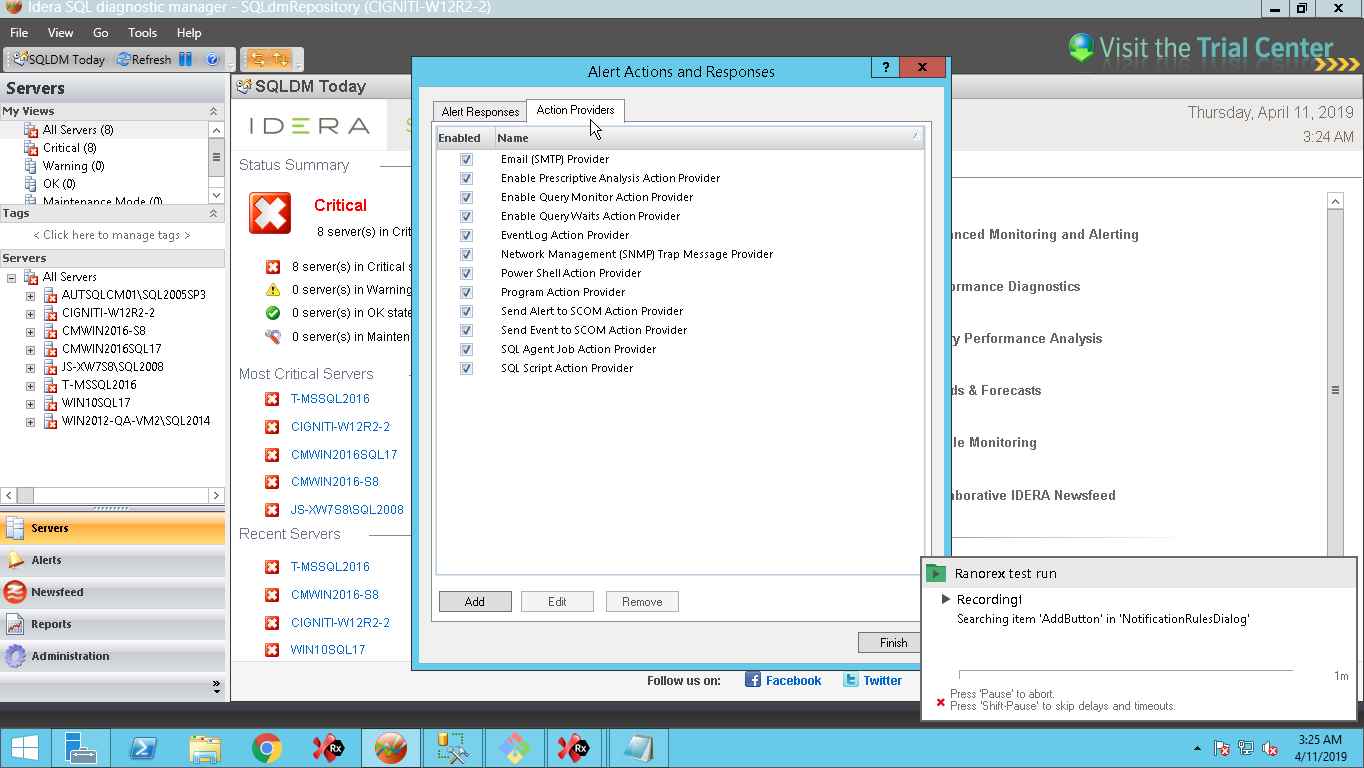 Idera SQL diagnostic manager - SQLdmRepository (CIGNITI-W12R2-2)
File View Go Tools Help
SQLDM Today Refresh
Visit the Trial Center
Servers
My Views
All Servers (8)
Critical (8)
Warning (0)
OK (0)
Maintenance Mode (0)
Tags
< Click here to manage tags >
Servers
All Servers
AUTSQLCM01\SQL2005SP3
CIGNITI-W12R2-2
CMWIN2016-S8
CMWIN2016SQL17
JS-XW7S8\SQL2008
T-MSSQL2016
WIN10SQL17
WIN2012-QA-VM2\SQL2014
Servers
Alerts
Newsfeed
Reports
Administration
SQLDM Today
IDERA
Thursday, April 11, 2019
3:24 AM
Status Summary
Critical
8 server(s) in Crit
8 server(s) in Critical s
0 server(s) in Warning
0 server(s) in OK state
0 server(s) in Mainten
Most Critical Servers
T-MSSQL2016
CIGNITI-W12R2-2
CMWIN2016SQL17
CMWIN2016-S8
JS-XW7S8\SQL2008
Recent Servers
T-MSSQL2016
CMWIN2016-S8
CIGNITI-W12R2-2
WIN10SQL17
Alert Actions and Responses
?
Alert Responses Action Providers
Enabled Name
Email (SMTP) Provider
Enable Prescriptive Analysis Action Provider
Enable Query Monitor Action Provider
Enable Query Waits Action Provider
EventLog Action Provider
Network Management (SNMP) Trap Message Provider
Power Shell Action Provider
Program Action Provider
Send Alert to SCOM Action Provider
Send Event to SCOM Action Provider
SQL Agent Job Action Provider
SQL Script Action Provider
Add Edit Remove
Finish
nced Monitoring and Alerting
rmance Diagnostics
y Performance Analysis
ds & Forecasts
le Monitoring
borative IDERA Newsfeed
Follow us on: Facebook Twitter
Ranorex test run
Recording!
Searching item 'AddButton' in 'NotificationRulesDialog'
1m
Press 'Pause' to abort.
Press 'Shift-Pause' to skip delays and timeouts.
Rx
Rx
3:25 AM
4/11/2019